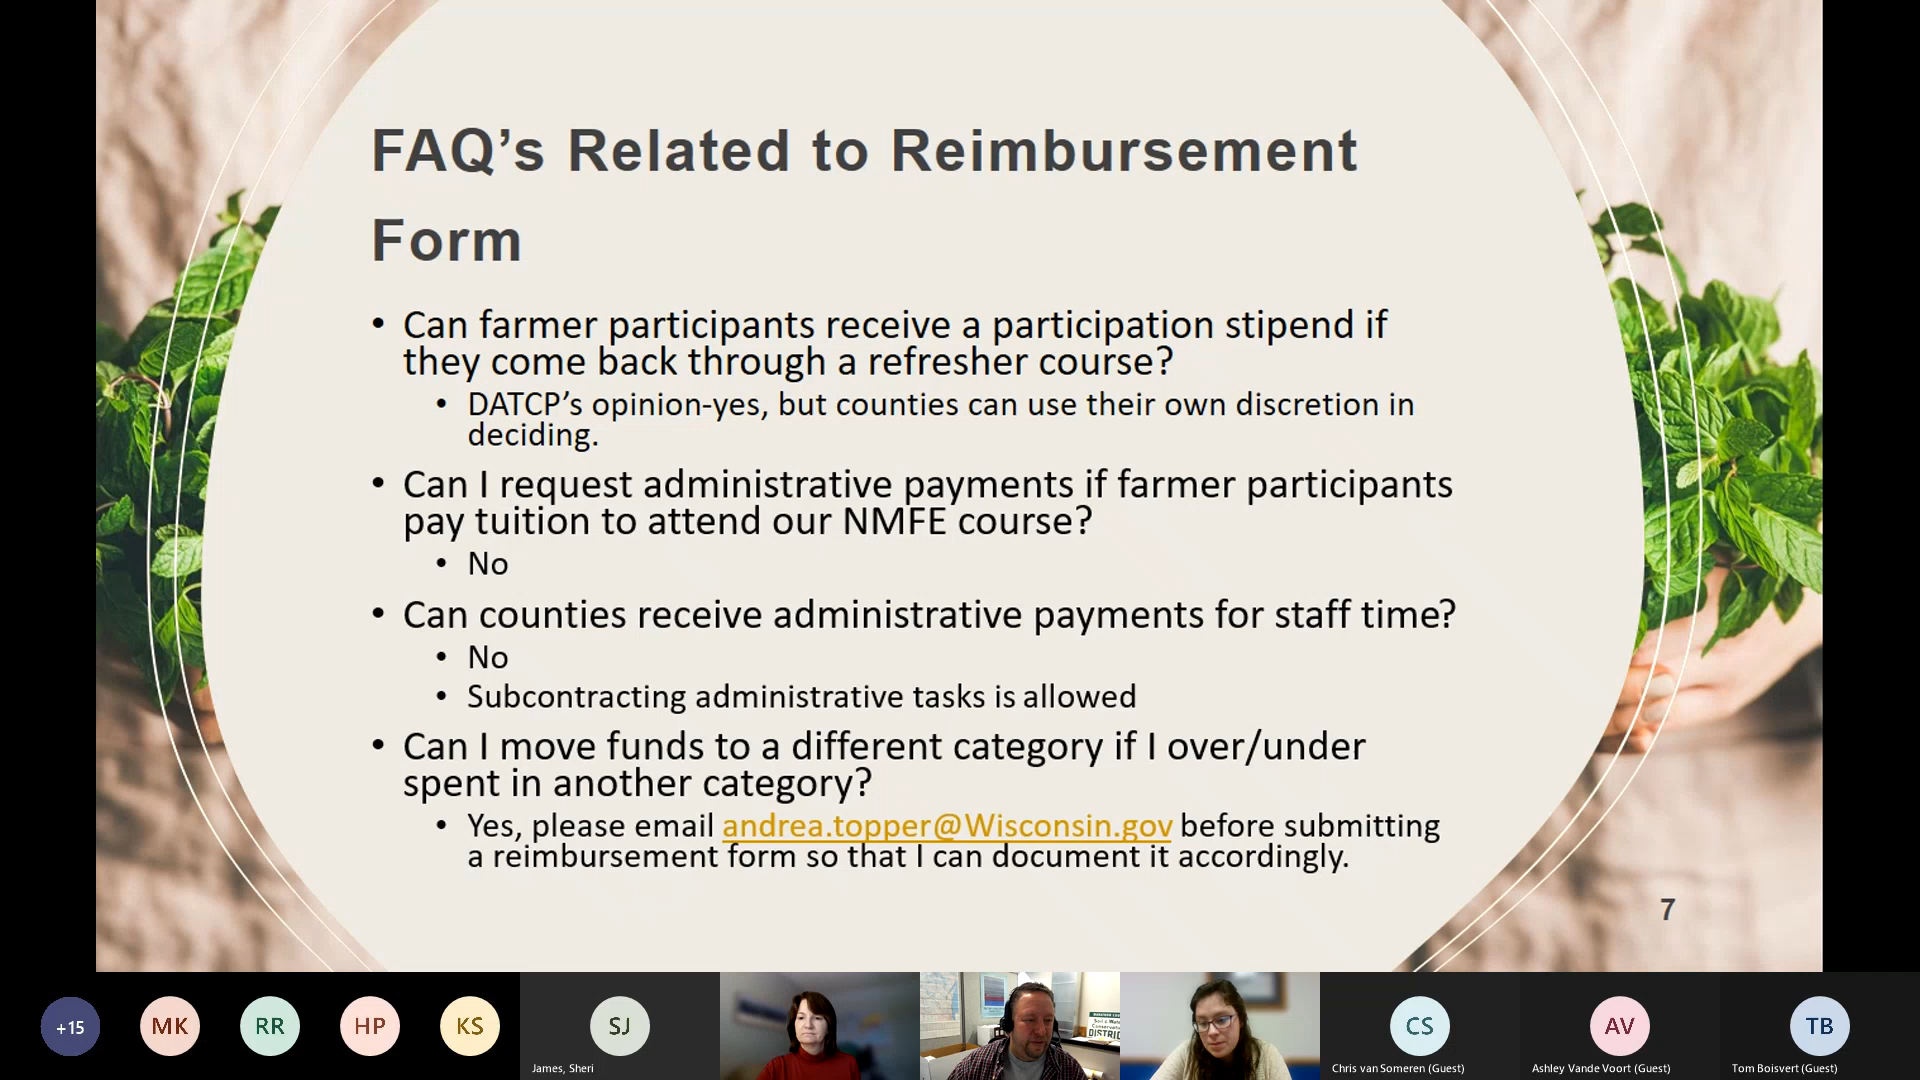 FAQ’s Related to Reimbursement
Form
• Can farmer participants receive a participation stipend if
they come back through a refresher course?
• DATCP’s opinion-yes, but counties can use their own discretion in
deciding.
• Can I request administrative payments if farmer participants
pay tuition to attend our NMFE course?
• No
• Can counties receive administrative payments for staff time?
• No
• Subcontracting administrative tasks is allowed
• Can I move funds to a different category if I over/under
spent in another category?
• Yes, please email andrea.topper@Wisconsin.gov before submitting
a reimbursement form so that I can document it accordingly.
7
+15
MK
RR
HP
KS
SJ
James, Sheri
DISTRIC
CS
Chris van Someren (Guest)
AV
Ashley Vande Voort (Guest)
TB
Tom Boisvert (Guest)